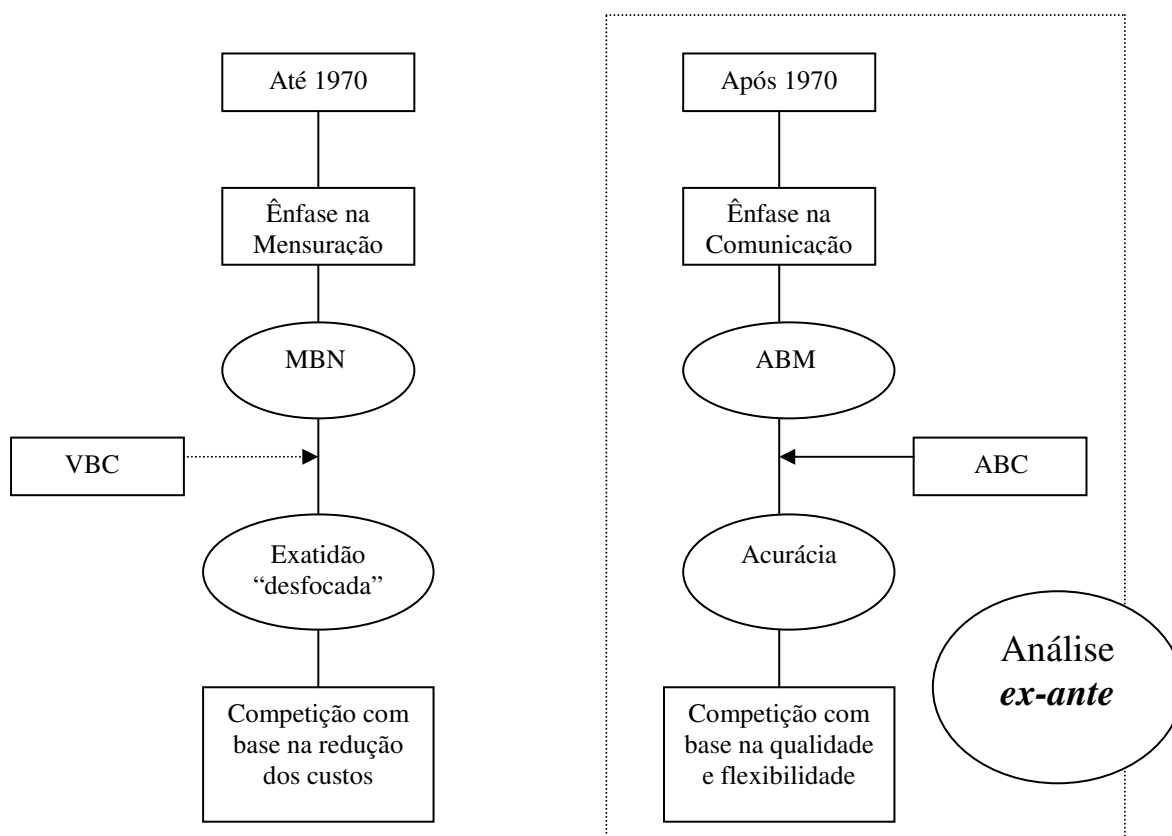 Até 1970
Ênfase na
Mensuração
MBN
VBC
Exatidão
“desfocada”
Competição com
base na redução
dos custos
Após 1970
Ênfase na
Comunicação
ABM
ABC
Acurácia
Competição com
base na qualidade
e flexibilidade
Análise
ex-ante